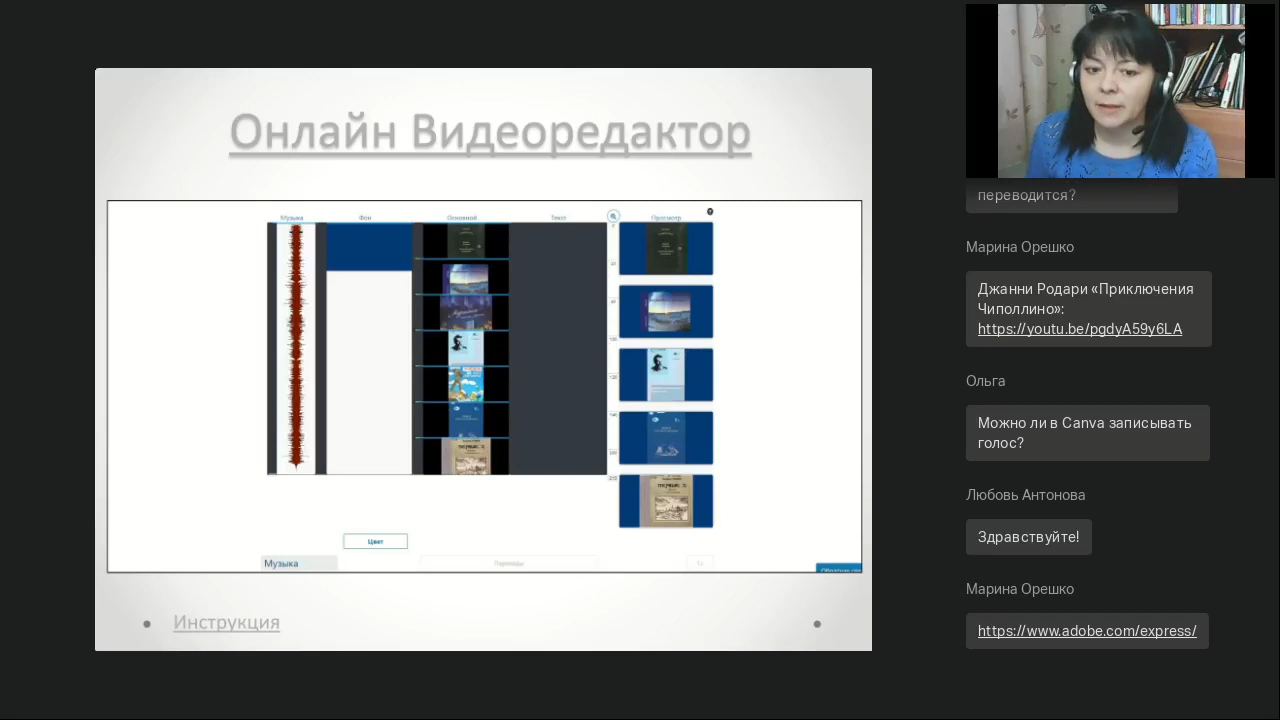 Онлайн Видеоредактор
Музыка
Фон
Основной
Текст
Просмотр
Цвет
Музыка
Переходы
Инструкция
переводится?
Марина Орешко
Джанни Родари «Приключения
Чиполлино»:
https://youtu.be/pgdyA59y6LA
Ольга
Можно ли в Canva записывать
голос?
Любовь Антонова
Здравствуйте!
Марина Орешко
https://www.adobe.com/express/